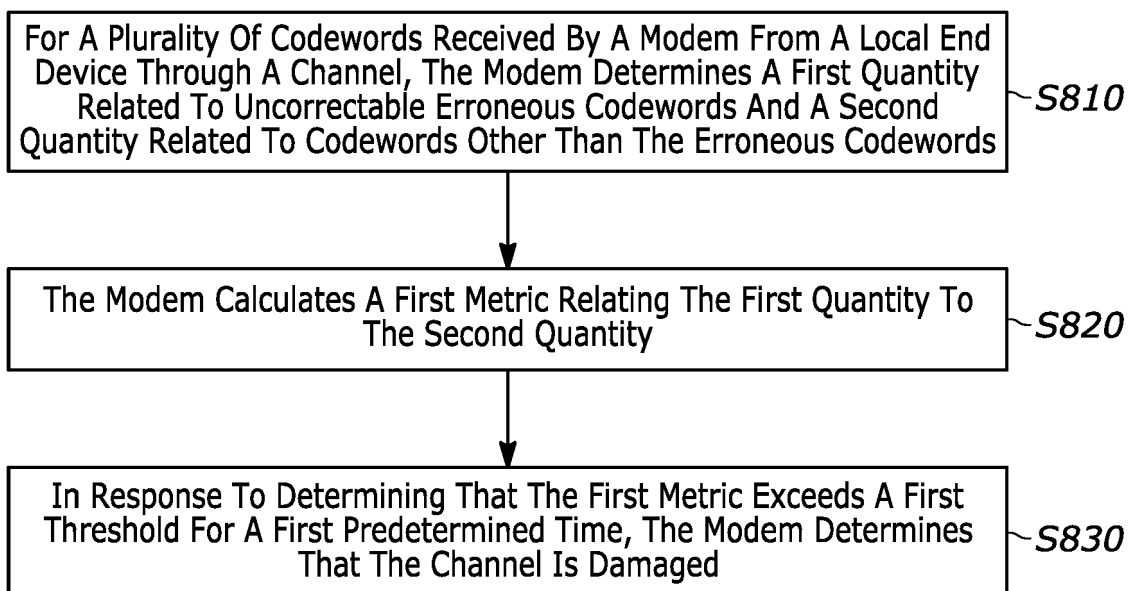 For A Plurality Of Codewords Received By A Modem From A Local End
Device Through A Channel, The Modem Determines A First Quantity
Related To Uncorrectable Erroneous Codewords And A Second
Quantity Related To Codewords Other Than The Erroneous Codewords
S810
The Modem Calculates A First Metric Relating The First Quantity To
The Second Quantity
S820
In Response To Determining That The First Metric Exceeds A First
Threshold For A First Predetermined Time, The Modem Determines
That The Channel Is Damaged
S830